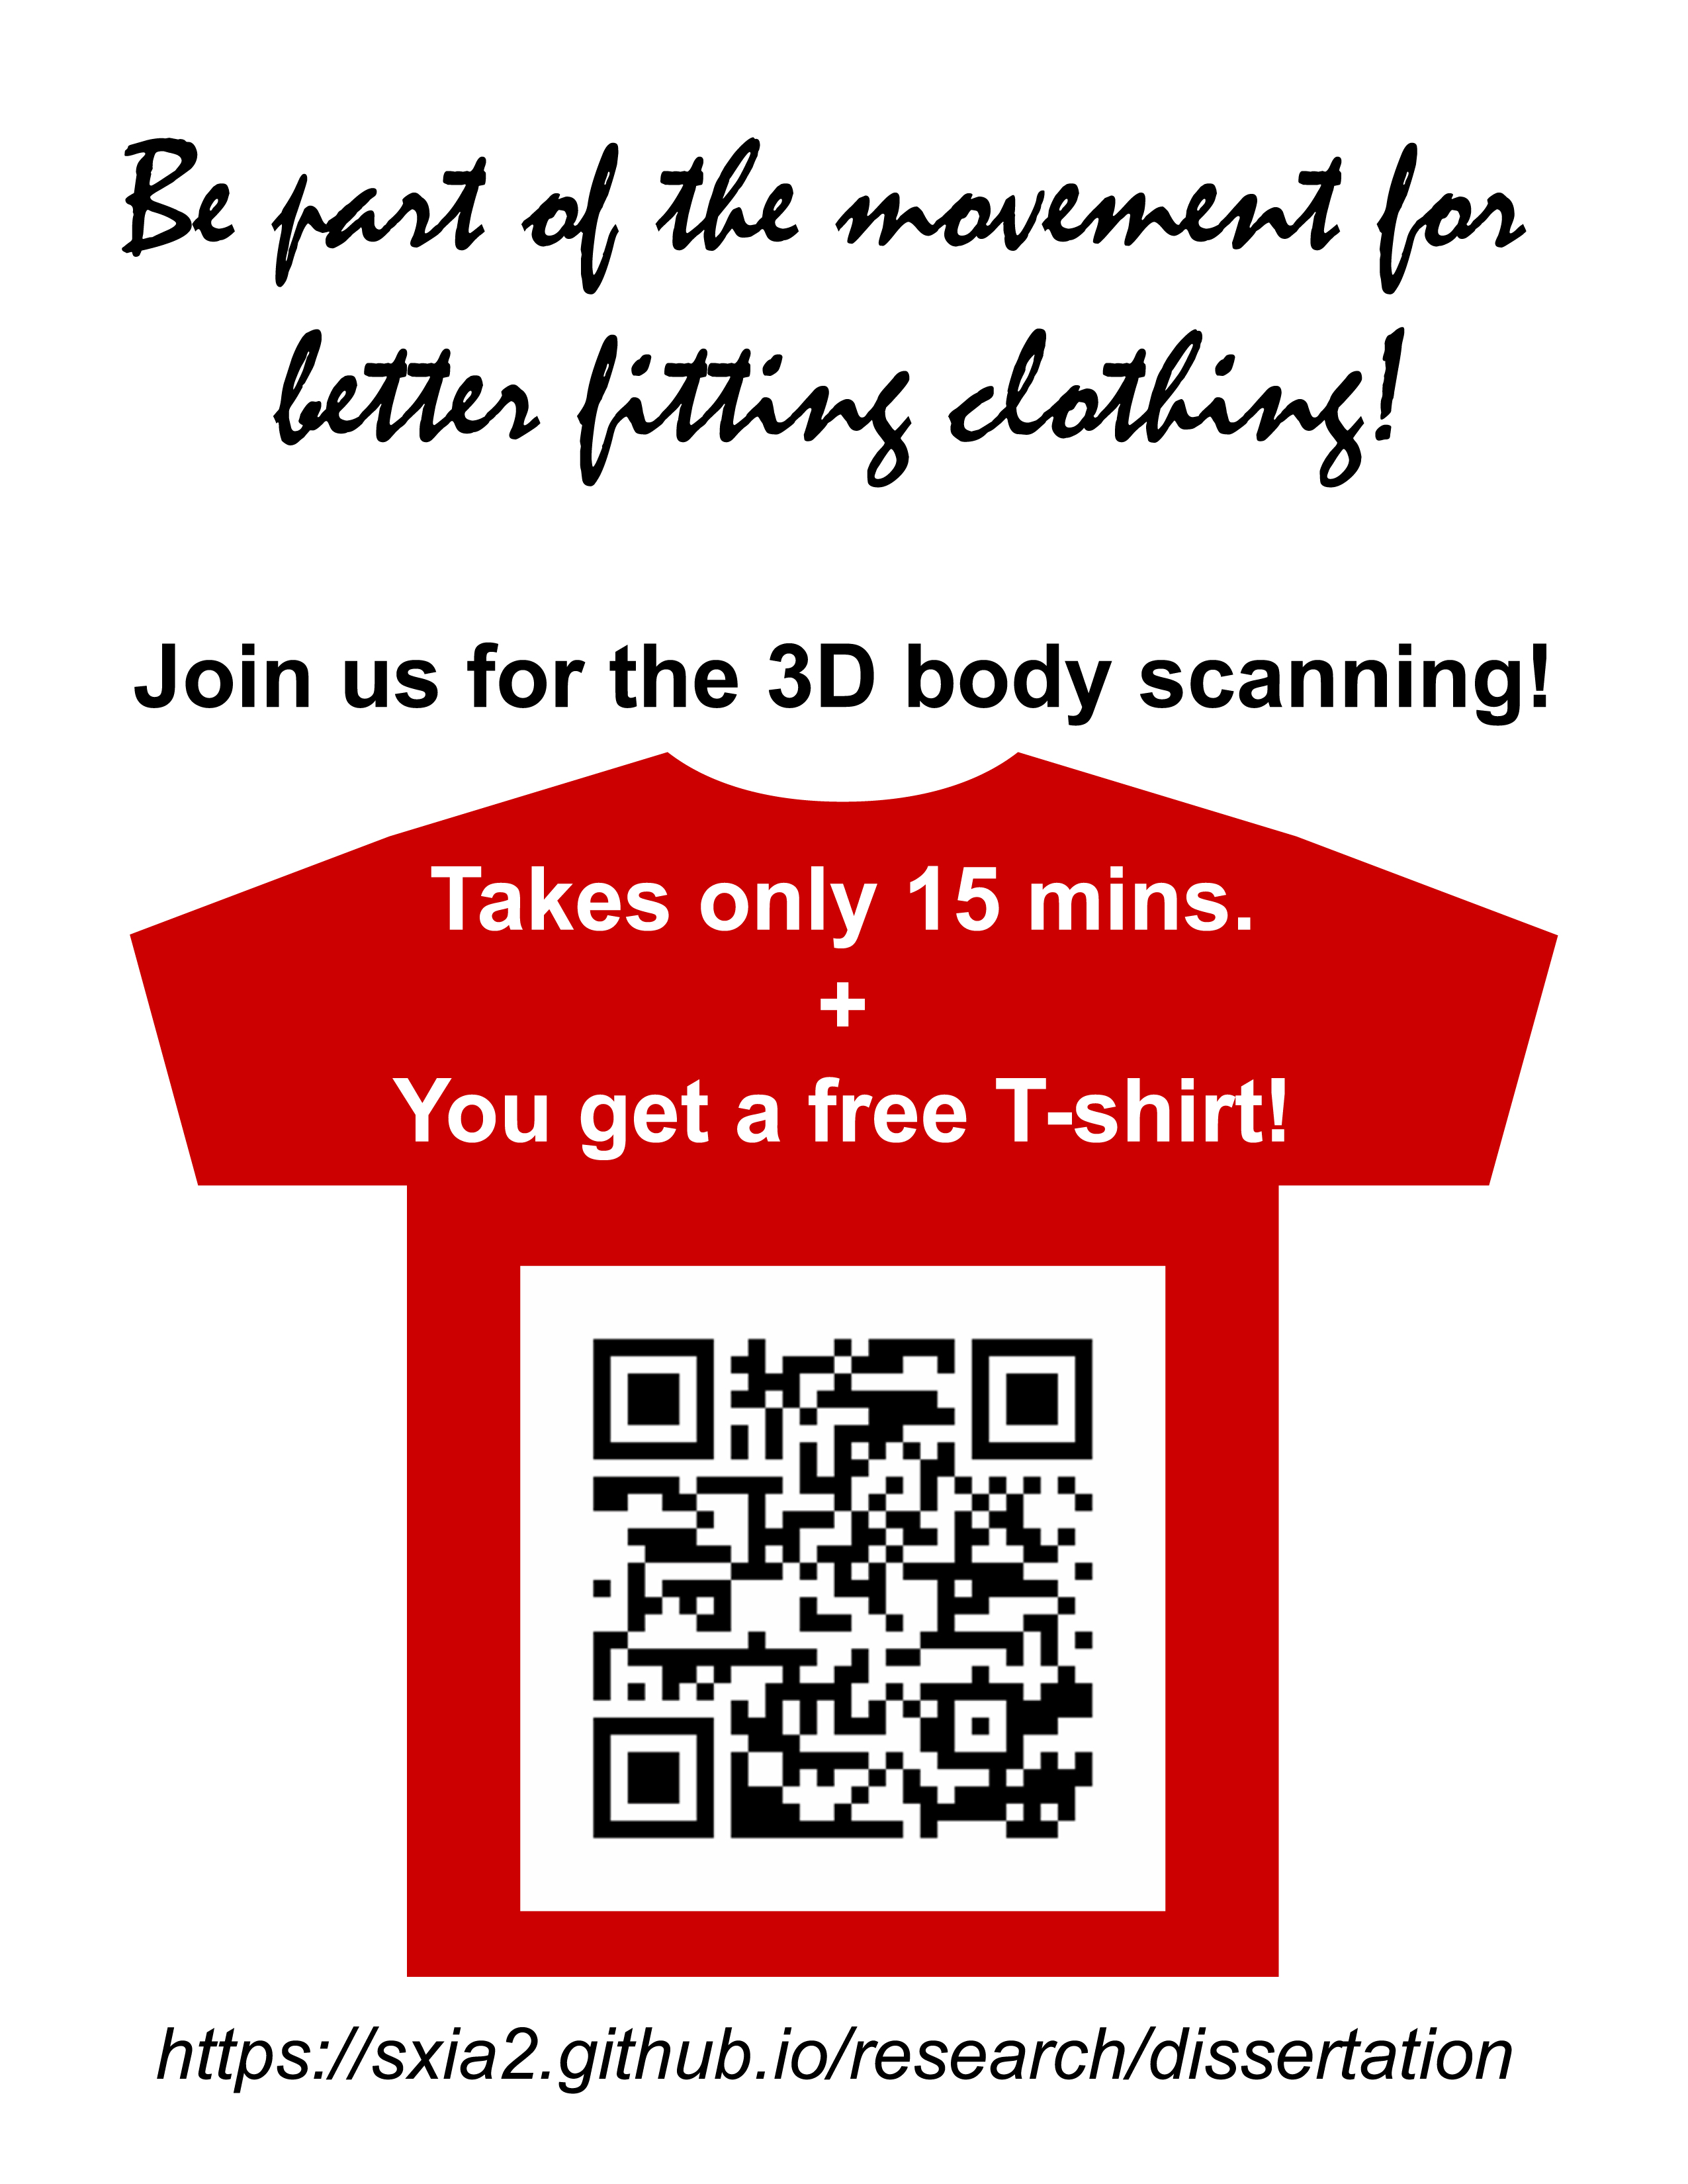 Be part of the movement for
better fitting clothing!
Join us for the 3D body scanning!
Takes only 15 mins.
+
You get a free T-shirt!
https://sxia2.github.io/research/dissertation